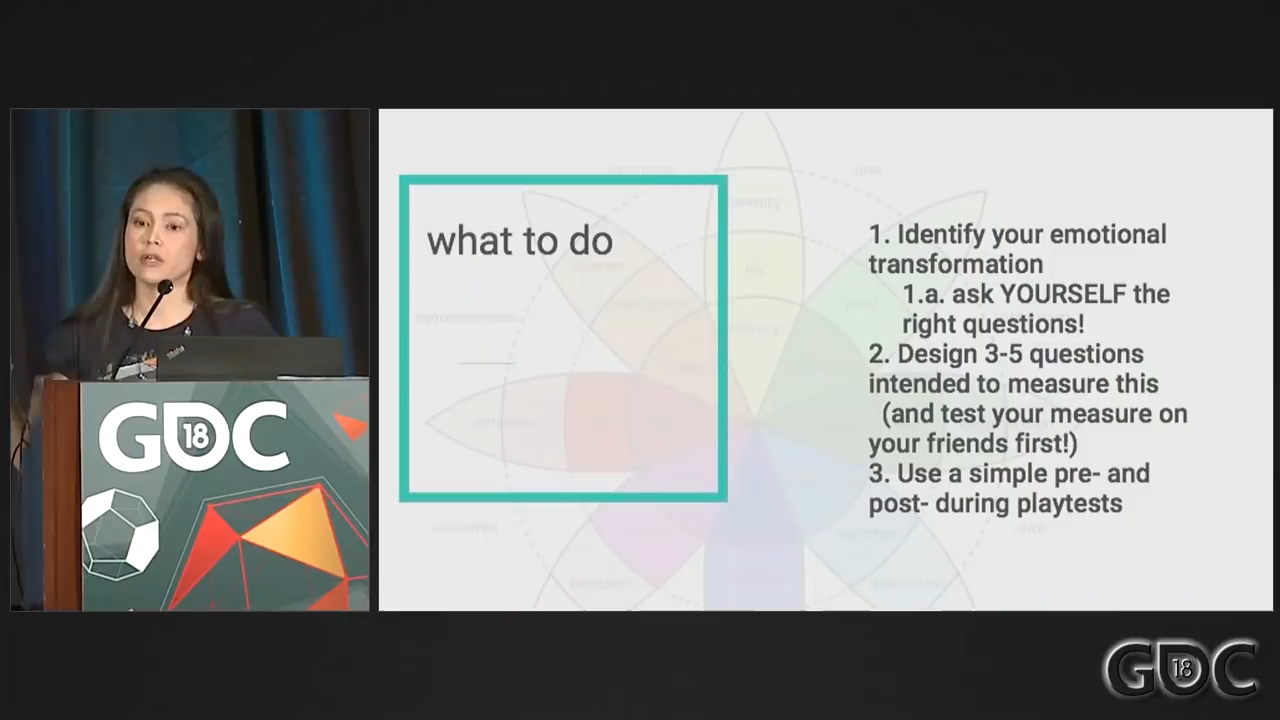 what to do
1. Identify your emotional
transformation
1.a. ask YOURSELF the
right questions!
2. Design 3-5 questions
intended to measure this
(and test your measure on
your friends first!)
3. Use a simple pre- and
post- during playtests
GDC
18
GDC
18